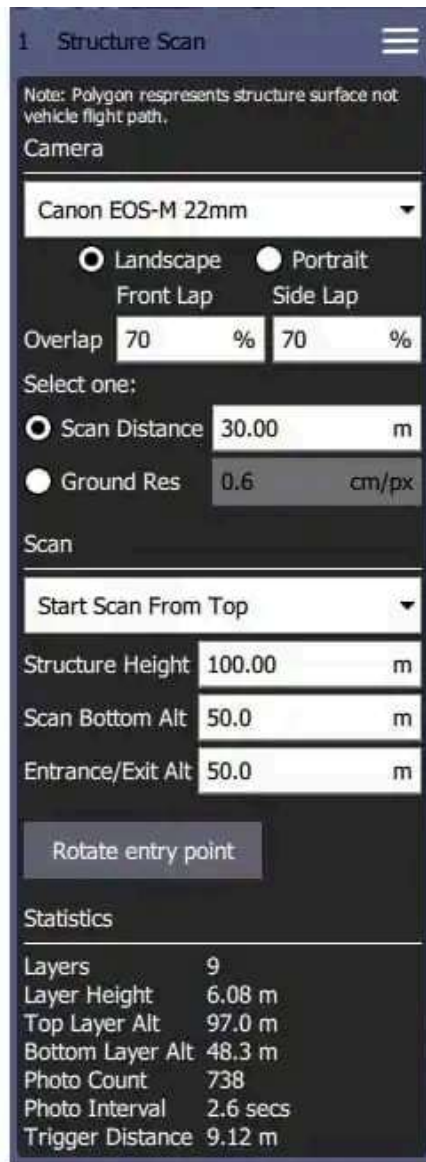 1 Structure Scan
Note: Polygon respresents structure surface not
vehicle flight path.
Camera
Canon EOS-M 22mm
Landscape Portrait
Front Lap Side Lap
Overlap 70 % 70 %
Select one:
Scan Distance 30.00 m
Ground Res 0.6 cm/px
Scan
Start Scan From Top
Structure Height 100.00 m
Scan Bottom Alt 50.0 m
Entrance/Exit Alt 50.0 m
Rotate entry point
Statistics
Layers 9
Layer Height 6.08 m
Top Layer Alt 97.0 m
Bottom Layer Alt 48.3 m
Photo Count 738
Photo Interval 2.6 secs
Trigger Distance 9.12 m